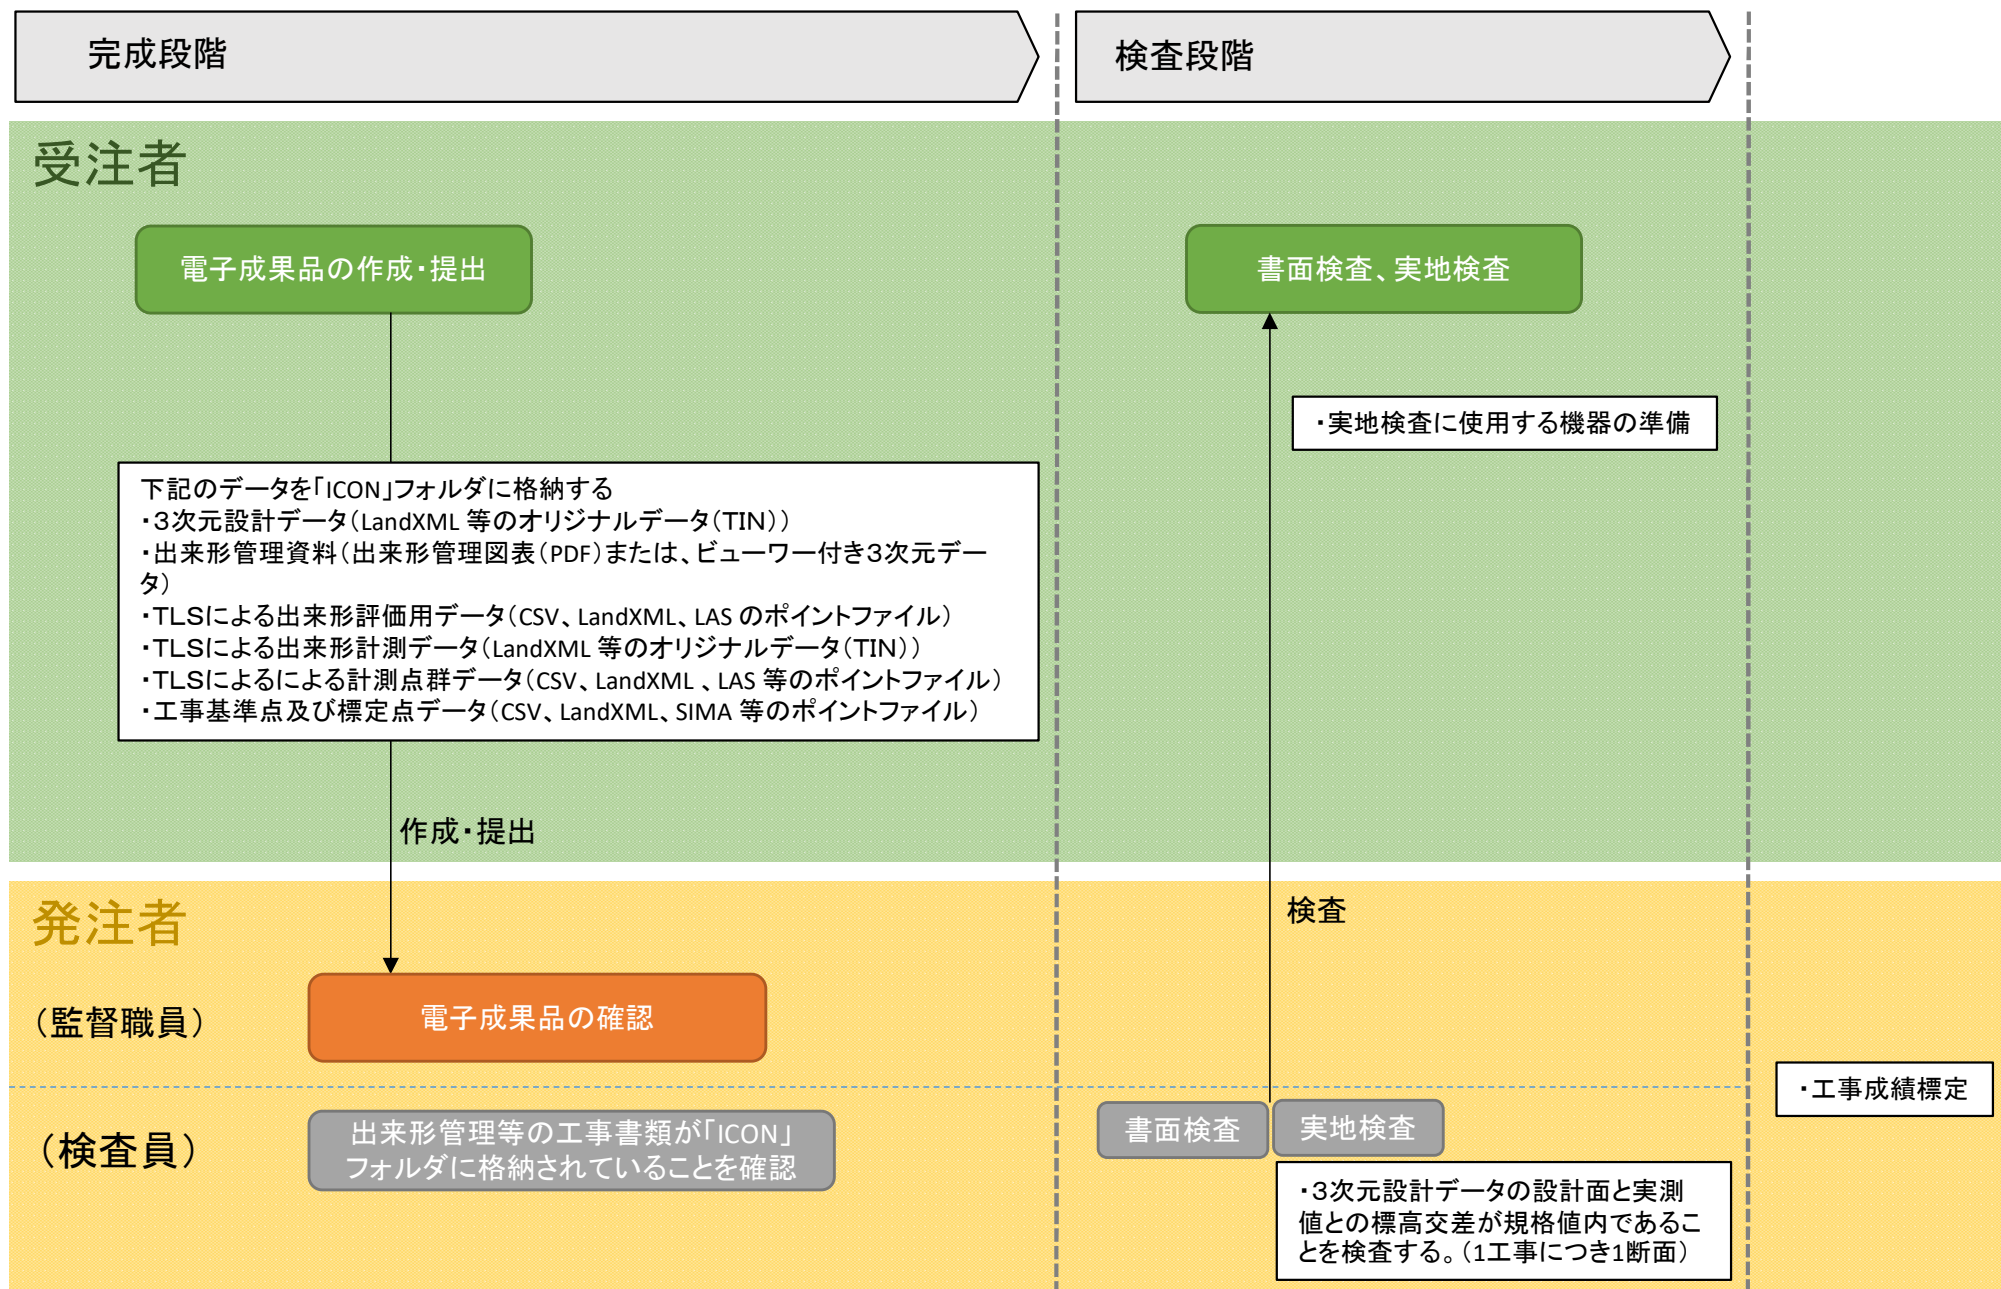 完成段階
検査段階
受注者
電子成果品の作成・提出
書面検査、実地検査
・実地検査に使用する機器の準備
下記のデータを「ICON」フォルダに格納する
・３次元設計データ（LandXML 等のオリジナルデータ（TIN））
・出来形管理資料（出来形管理図表（PDF）または、ビューワー付き３次元デー
タ）
・TLSによる出来形評価用データ（CSV、LandXML、LAS のポイントファイル）
・TLSによる出来形計測データ（LandXML 等のオリジナルデータ（TIN））
・TLSによるによる計測点群データ（CSV、LandXML 、LAS 等のポイントファイル）
・工事基準点及び標定点データ（CSV、LandXML、SIMA 等のポイントファイル）
作成・提出
発注者
検査
（監督職員）
電子成果品の確認
・工事成績標定
（検査員）
出来形管理等の工事書類が「ICON」
フォルダに格納されていることを確認
書面検査
実地検査
・３次元設計データの設計面と実測
値との標高交差が規格値内であるこ
とを検査する。（1工事につき1断面）